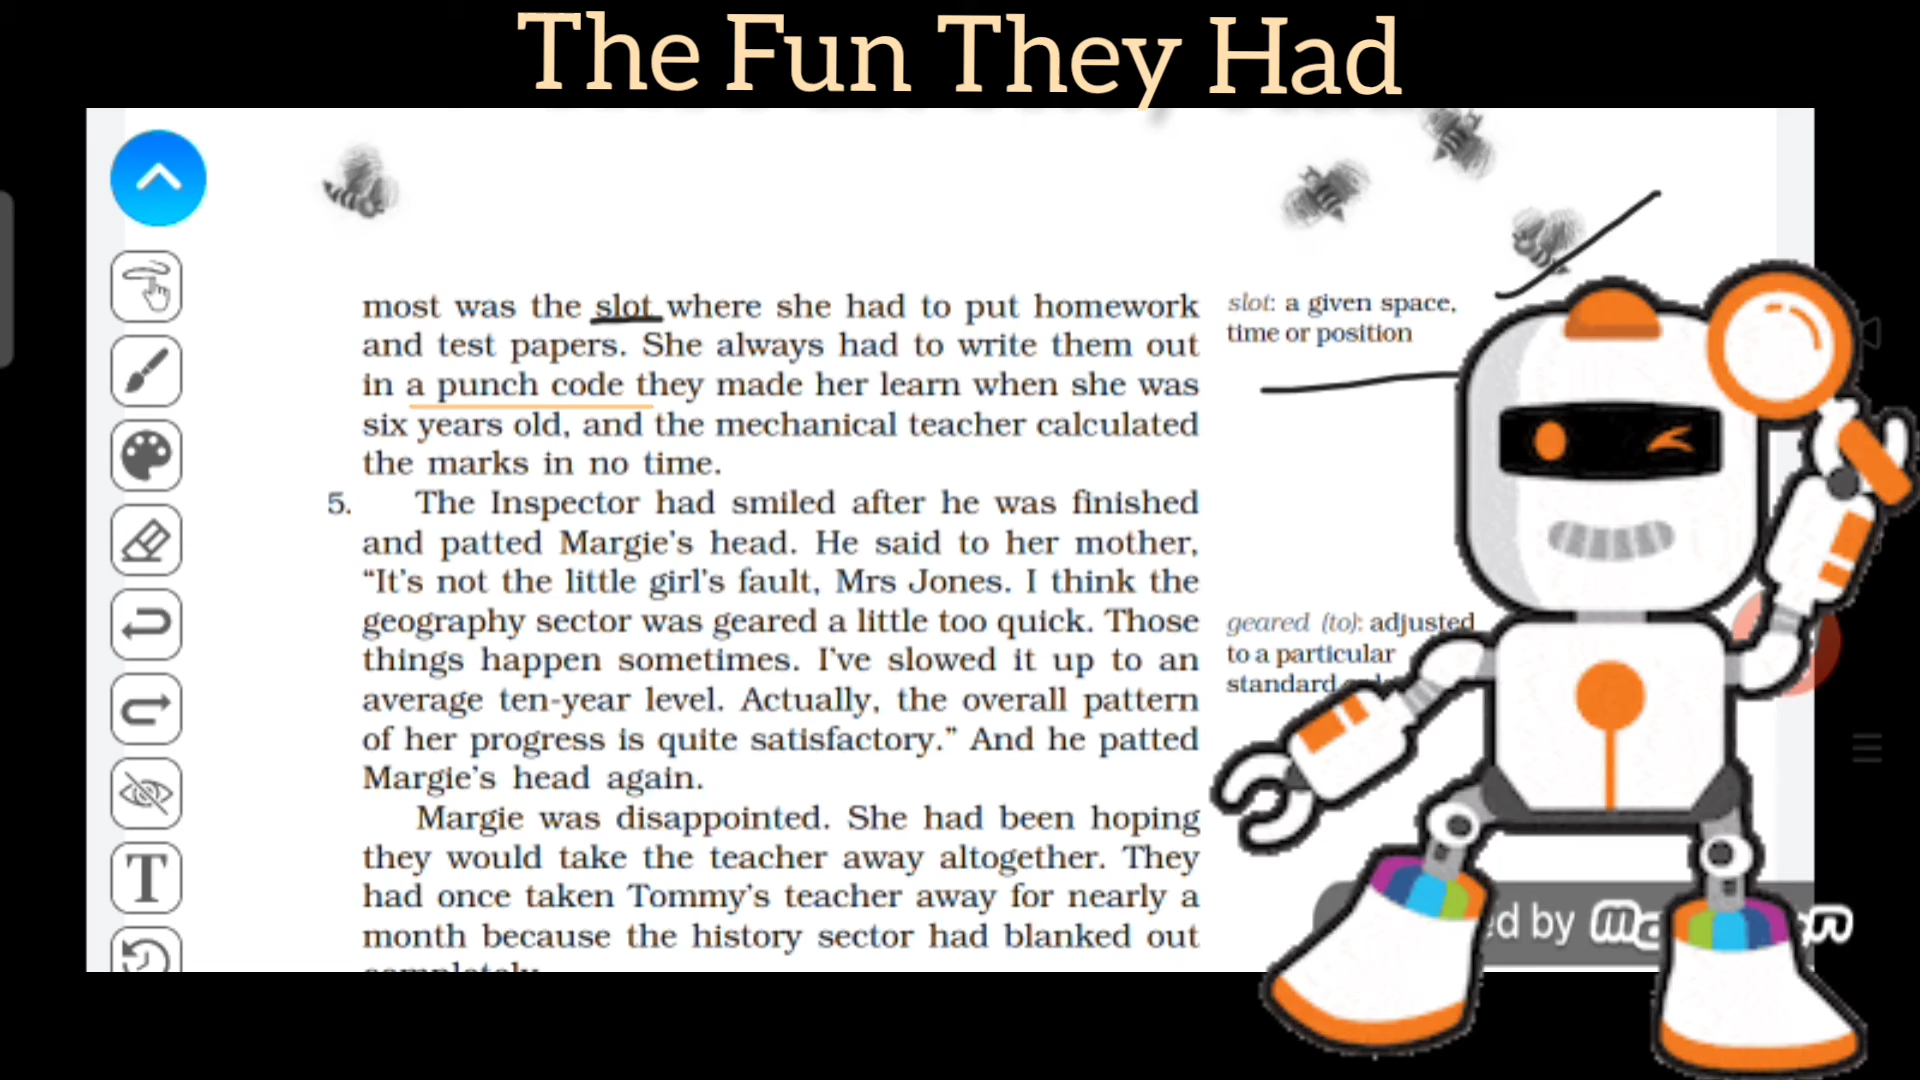 The Fun They Had
most was the slot where she had to put homework
and test papers. She always had to write them out
in a punch code they made her learn when she was
six years old, and the mechanical teacher calculated
the marks in no time.
5. The Inspector had smiled after he was finished
and patted Margie's head. He said to her mother,
“It's not the little girl's fault, Mrs Jones. I think the
geography sector was geared a little too quick. Those
things happen sometimes. I've slowed it up to an
average ten-year level. Actually, the overall pattern
of her progress is quite satisfactory.” And he patted
Margie's head again.
Margie was disappointed. She had been hoping
they would take the teacher away altogether. They
had once taken Tommy's teacher away for nearly a
month because the history sector had blanked out
completely.
slot: a given space,
time or position
geared (to): adjusted
to a particular
standard
T
by